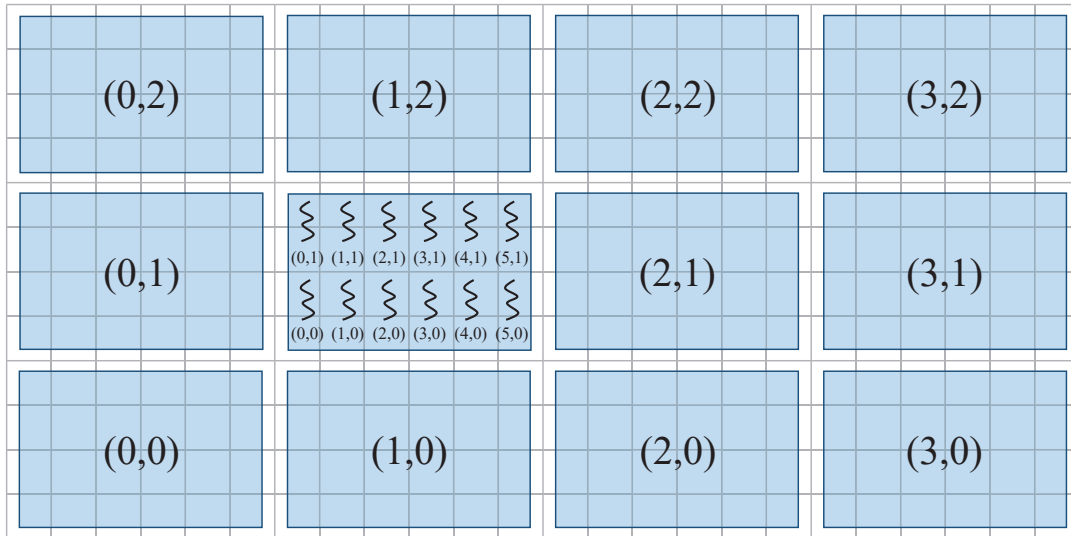 (0,2) (1,2) (2,2) (3,2)
(0,1)
(0,1) (1,1) (2,1) (3,1) (4,1) (5,1)
(0,0) (1,0) (2,0) (3,0) (4,0) (5,0)
(2,1) (3,1)
(0,0) (1,0) (2,0) (3,0)